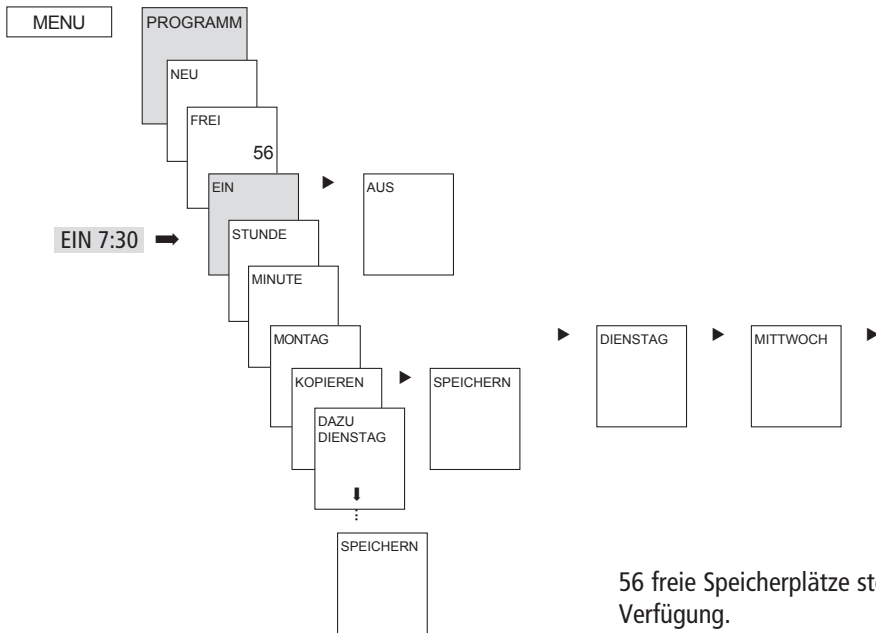 MENU
PROGRAMM
NEU
FREI
56
EIN
AUS
EIN 7:30
STUNDE
MINUTE
MONTAG
DIENSTAG
MITTWOCH
KOPIEREN
SPEICHERN
DAZU
DIENSTAG
SPEICHERN
56 freie Speicherplätze
Verfügung.